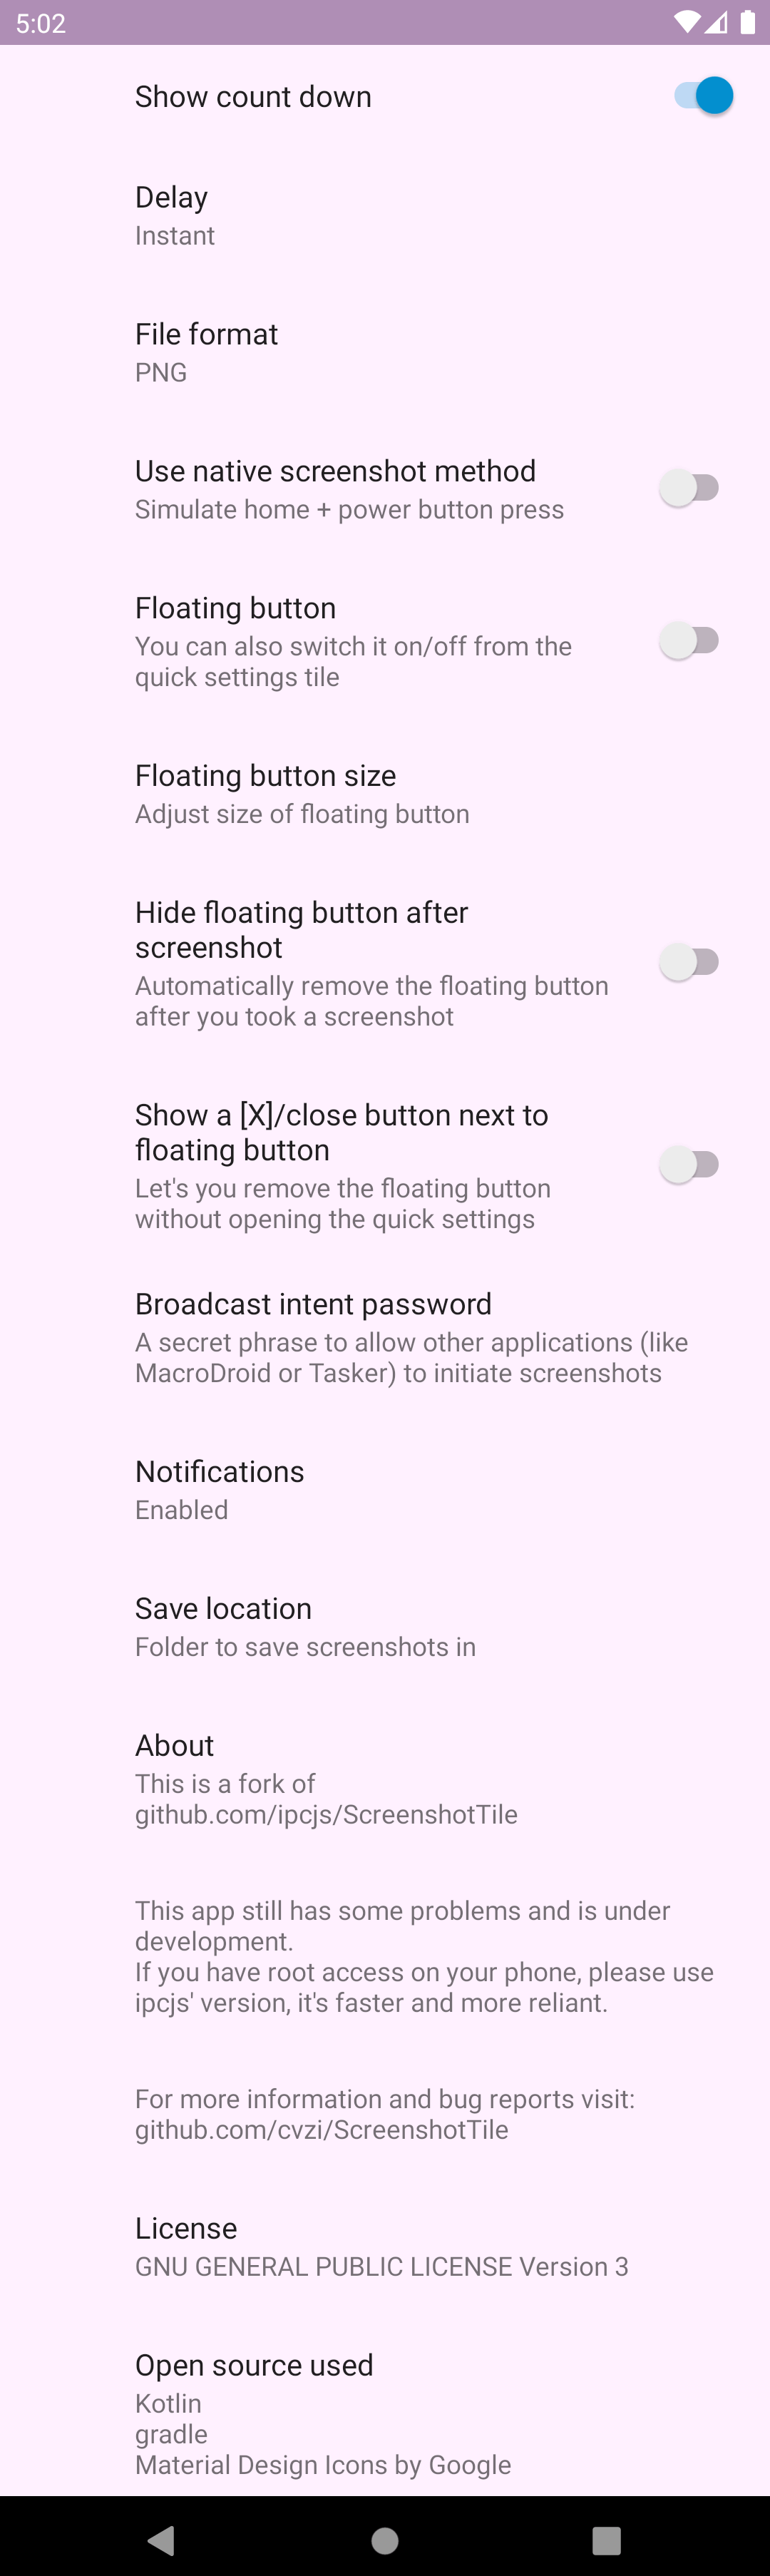 5:02
Show count down
Delay
Instant
File format
PNG
Use native screenshot method
Simulate home + power button press
Floating button
You can also switch it on/off from the
quick settings tile
Floating button size
Adjust size of floating button
Hide floating button after
screenshot
Automatically remove the floating button
after you took a screenshot
Show a [X]/close button next to
floating button
Let's you remove the floating button
without opening the quick settings
Broadcast intent password
A secret phrase to allow other applications (like
MacroDroid or Tasker) to initiate screenshots
Notifications
Enabled
Save location
Folder to save screenshots in
About
This is a fork of
github.com/ipcjs/ScreenshotTile
This app still has some problems and is under
development.
If you have root access on your phone, please use
ipcjs' version, it's faster and more reliant.
For more information and bug reports visit:
github.com/cvzi/ScreenshotTile
License
GNU GENERAL PUBLIC LICENSE Version 3
Open source used
Kotlin
gradle
Material Design Icons by Google